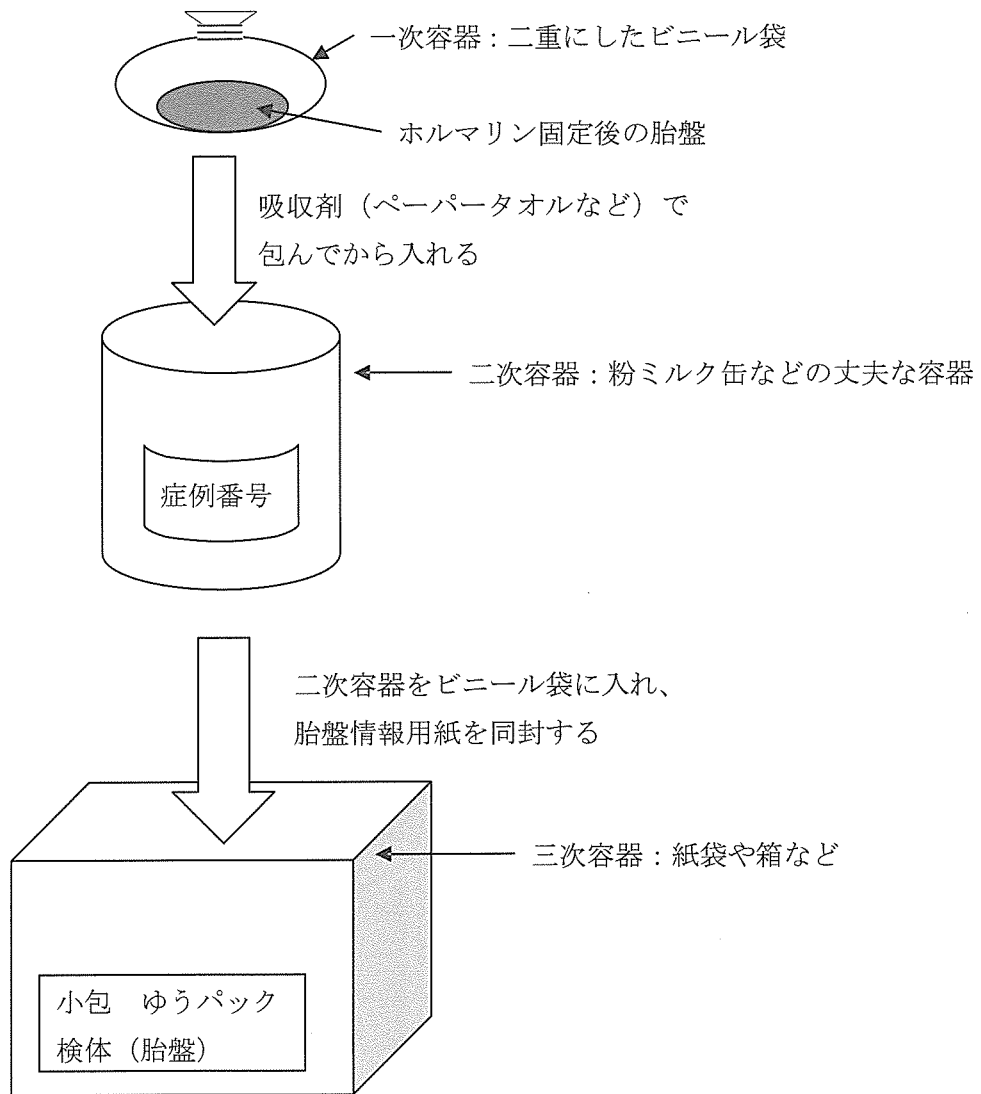 一次容器：二重にしたビニール袋
ホルマリン固定後の胎盤
吸収剤（ペーパータオルなど）で
包んでから入れる
二次容器：粉ミルク缶などの丈夫な容器
症例番号
二次容器をビニール袋に入れ、
胎盤情報用紙を同封する
三次容器：紙袋や箱など
小包　ゆうパック
検体（胎盤）